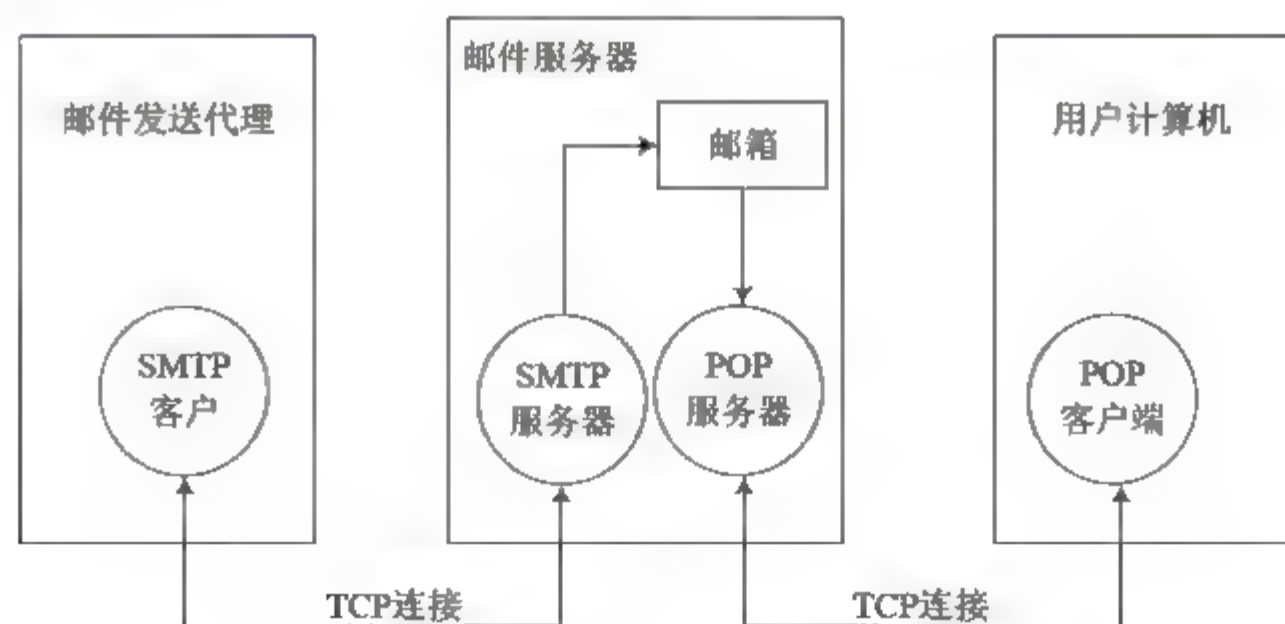 邮件发送代理
SMTP
客户
邮件服务器
邮箱
SMTP
服务器
POP
服务器
用户计算机
POP
客户端
TCP连接
TCP连接